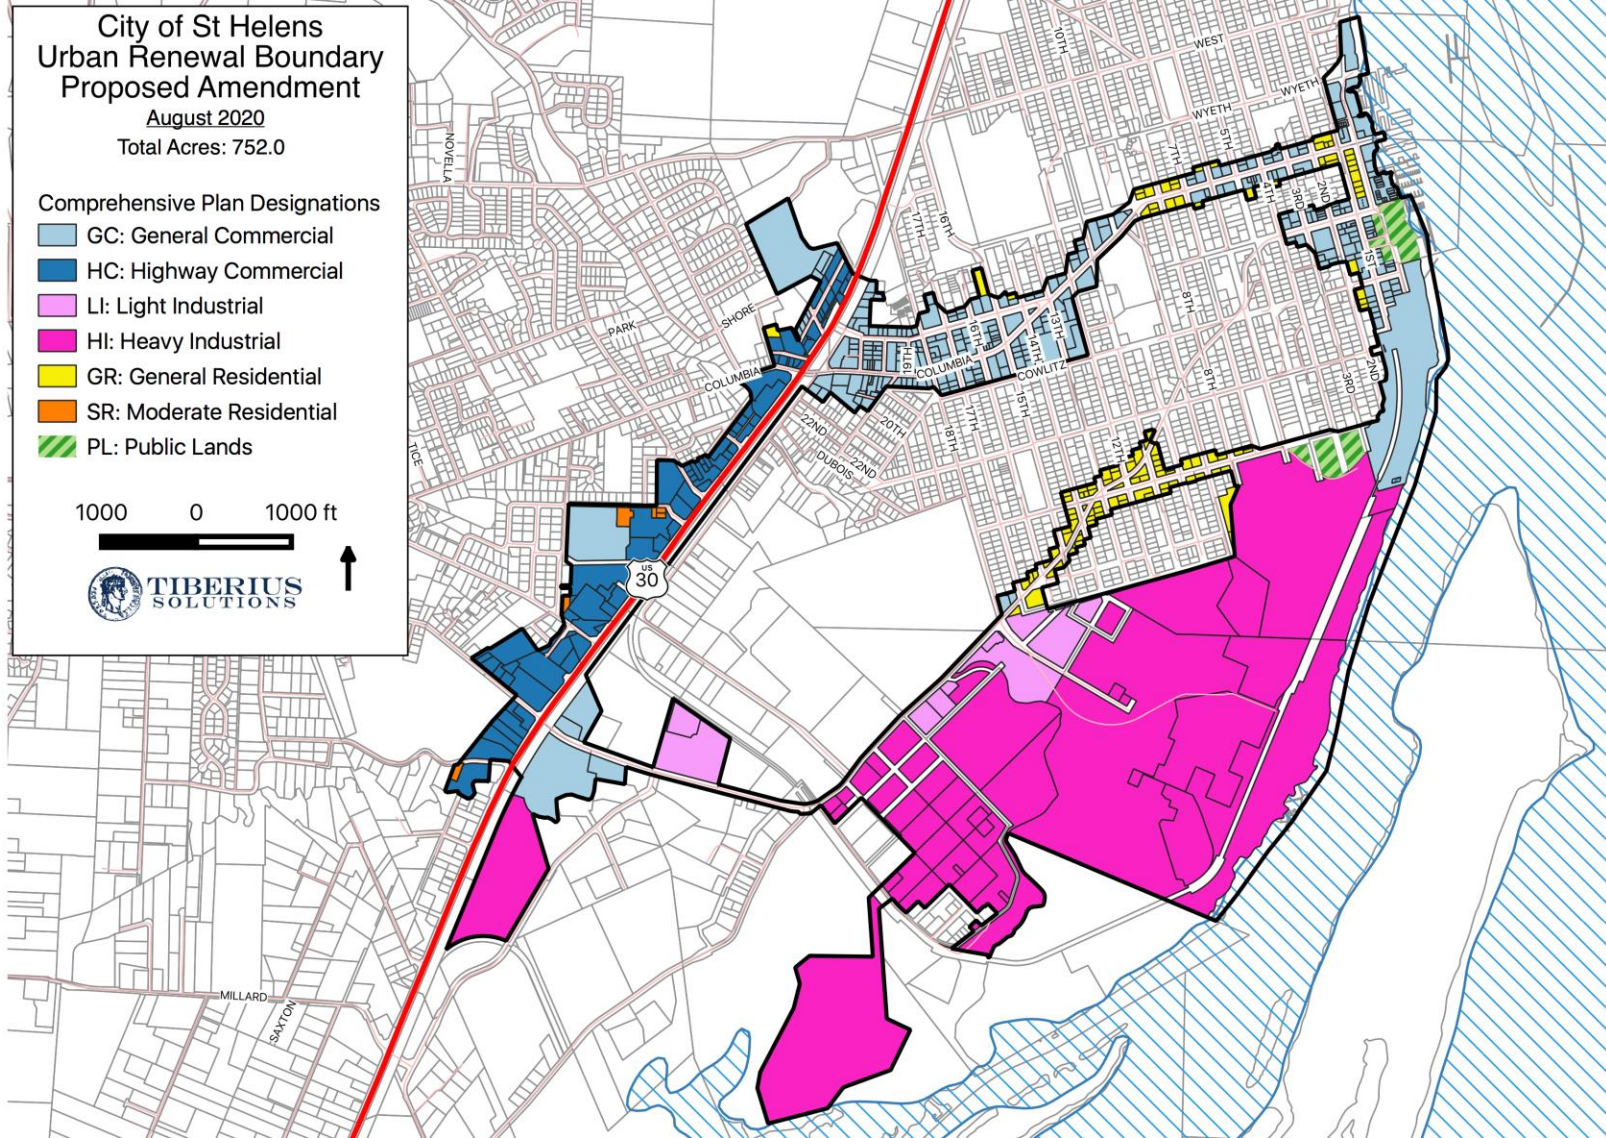 City of St Helens
Urban Renewal Boundary
Proposed Amendment
August 2020
Total Acres: 752.0
Comprehensive Plan Designations
GC: General Commercial
HC: Highway Commercial
LI: Light Industrial
HI: Heavy Industrial
GR: General Residential
SR: Moderate Residential
PL: Public Lands
1000 0 1000 ft
TIBERIUS
SOLUTIONS
NOVELLA
10TH
WEST
WYETH
WYETH
7TH
5TH
4TH
3RD
2ND
17TH
16TH
1ST
SHORE
PARK
8TH
13TH
6TH
14TH
16TH
COLUMBIA
COLUMBIA
COWLITZ
15TH
8TH
3RD
2ND
17TH
22ND
20TH
18TH
12TH
DUBOIS
22ND
TICE
US
30
MILLARD
SAXTON